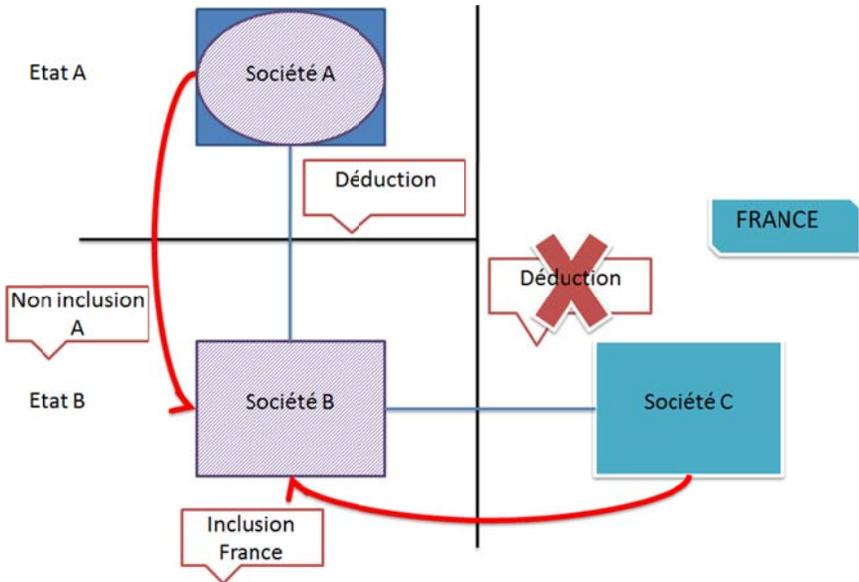 Etat A
Société A
Déduction
FRANCE
Déduction
Non inclusion
A
Etat B
Société B
Société C
Inclusion
France